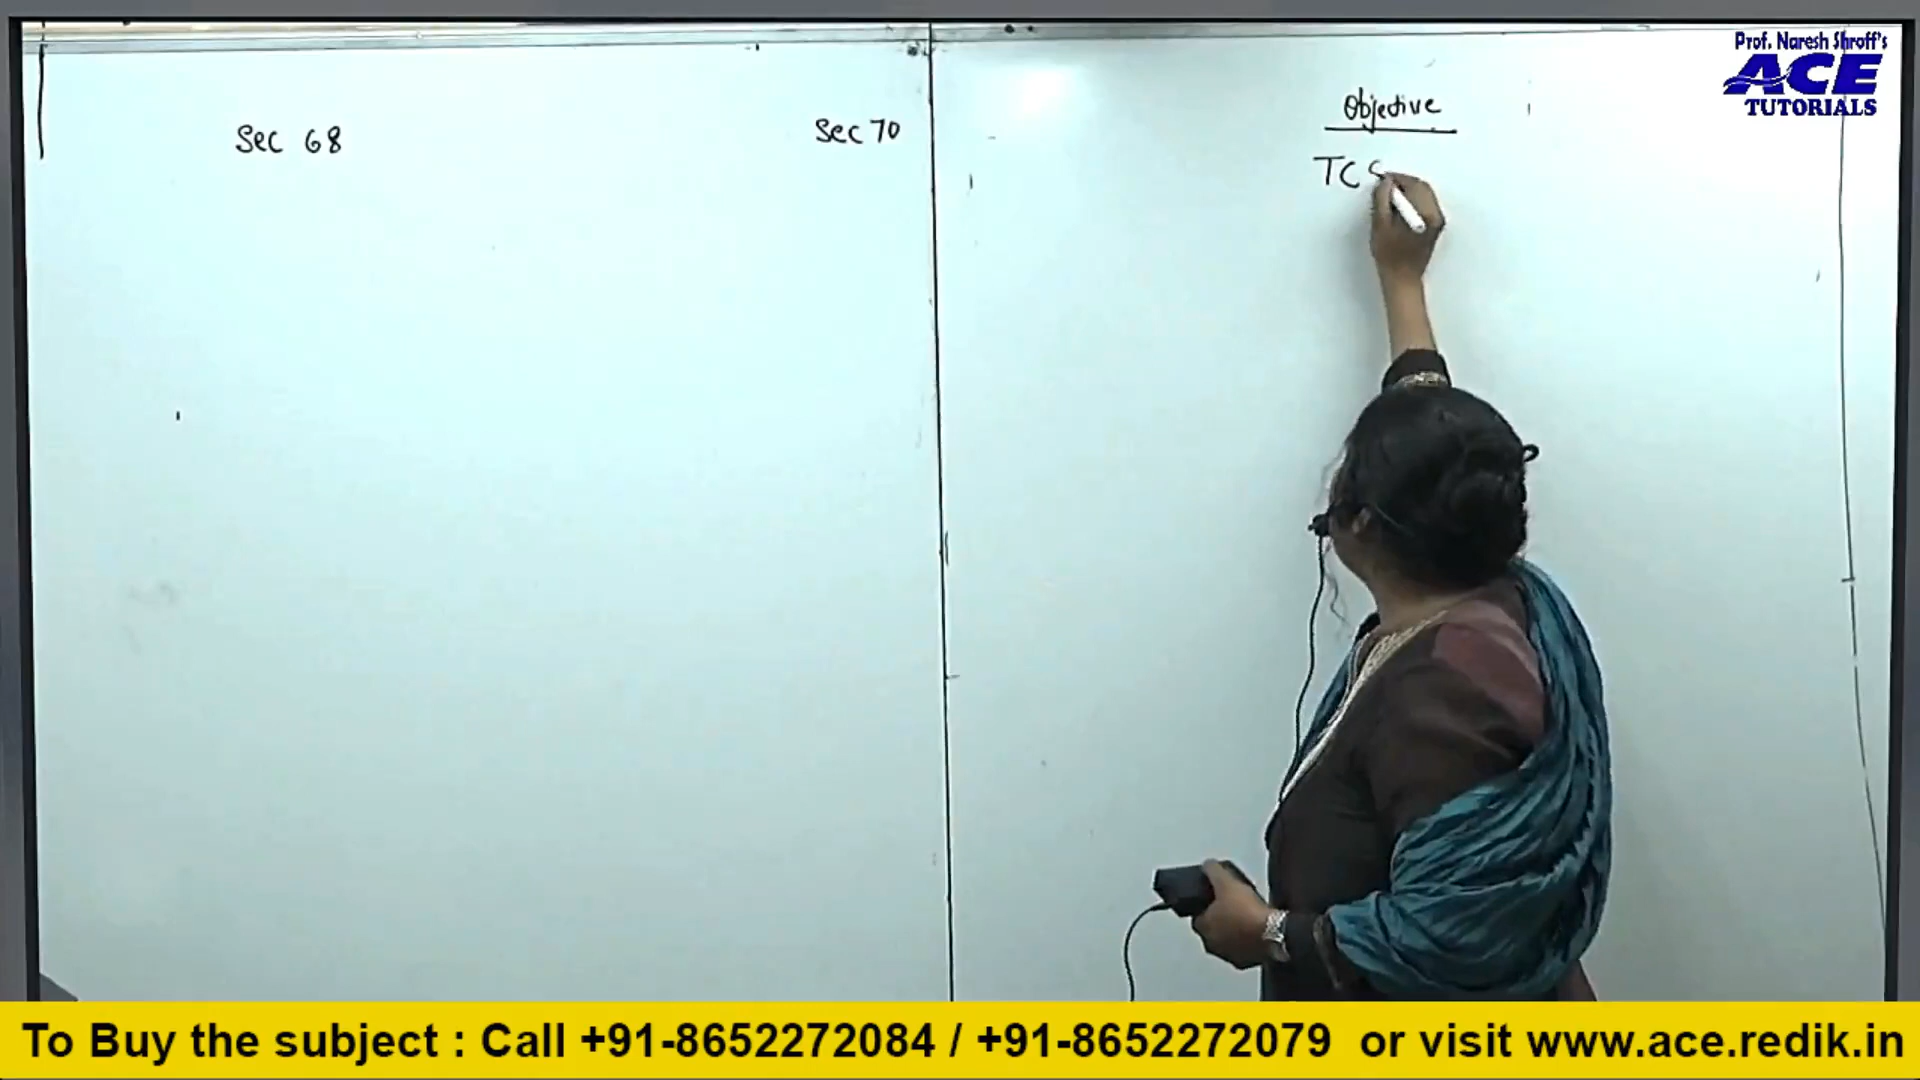 Prof. Naresh Shroff's
ACE
TUTORIALS
Sec 68
Sec 70
Objective
TCS
To Buy the subject : Call +91-8652272084 / +91-8652272079 or visit www.ace.redik.in